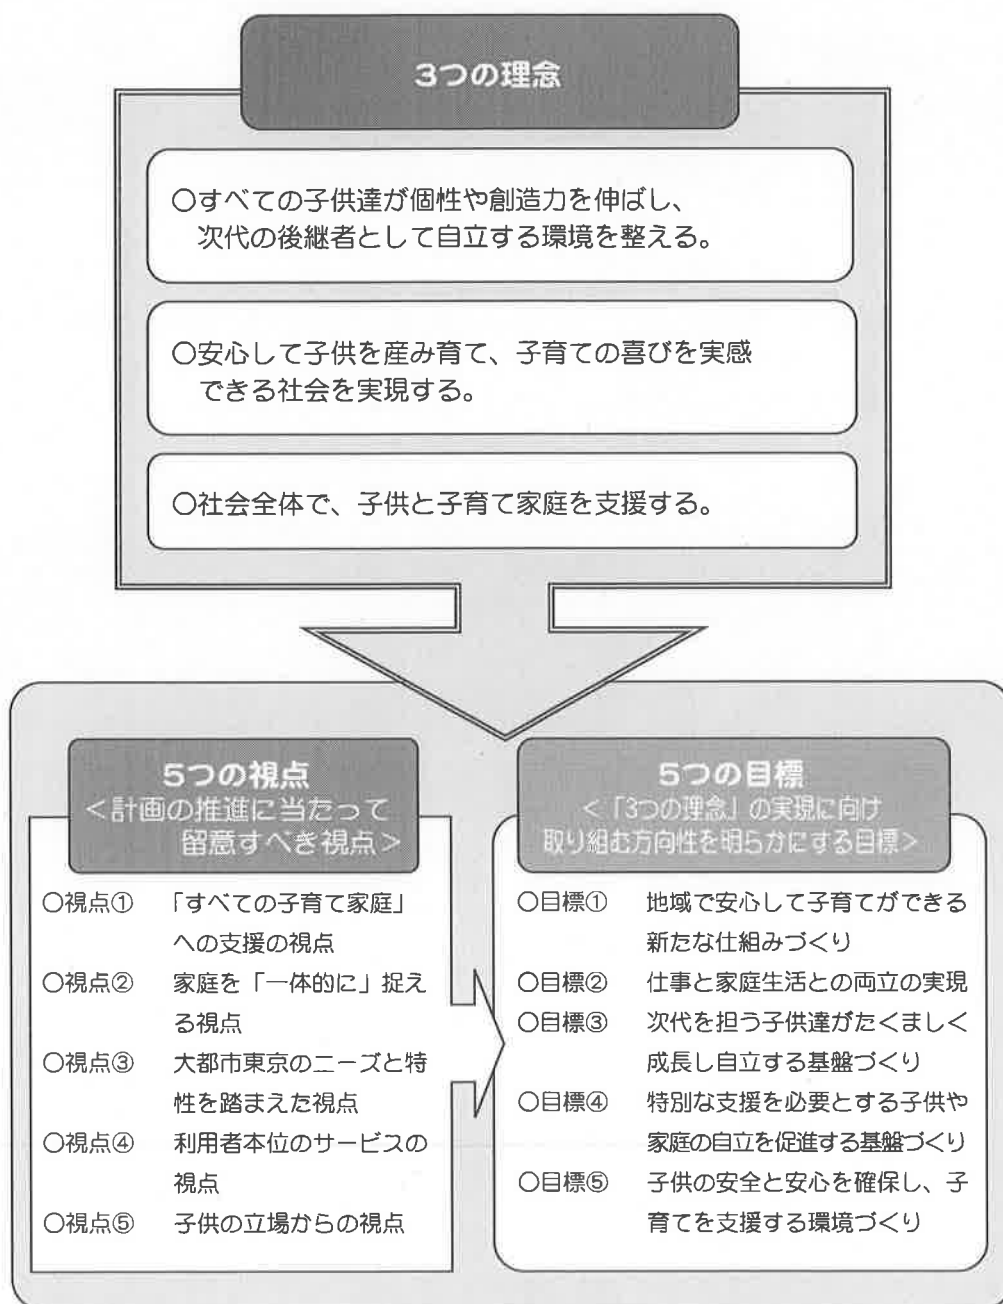 3つの理念
○すべての子供達が個性や創造力を伸ばし、
次代の後継者として自立する環境を整える。
○安心して子供を産み育て、子育ての喜びを実感
できる社会を実現する。
○社会全体で、子供と子育て家庭を支援する。
5つの視点
＜計画の推進に当たって
留意すべき視点＞
○視点① 「すべての子育て家庭」
への支援の視点
○視点② 家庭を「一体的に」捉え
る視点
○視点③ 大都市東京のニーズと特
性を踏まえた視点
○視点④ 利用者本位のサービスの
視点
○視点⑤ 子供の立場からの視点
5つの目標
＜「3つの理念」の実現に向け
取り組む方向性を明らかにする目標＞
○目標① 地域で安心して子育てができる
新たな仕組みづくり
○目標② 仕事と家庭生活との両立の実現
○目標③ 次代を担う子供達がたくましく
成長し自立する基盤づくり
○目標④ 特別な支援を必要とする子供や
家庭の自立を促進する基盤づくり
○目標⑤ 子供の安全と安心を確保し、子
育てを支援する環境づくり